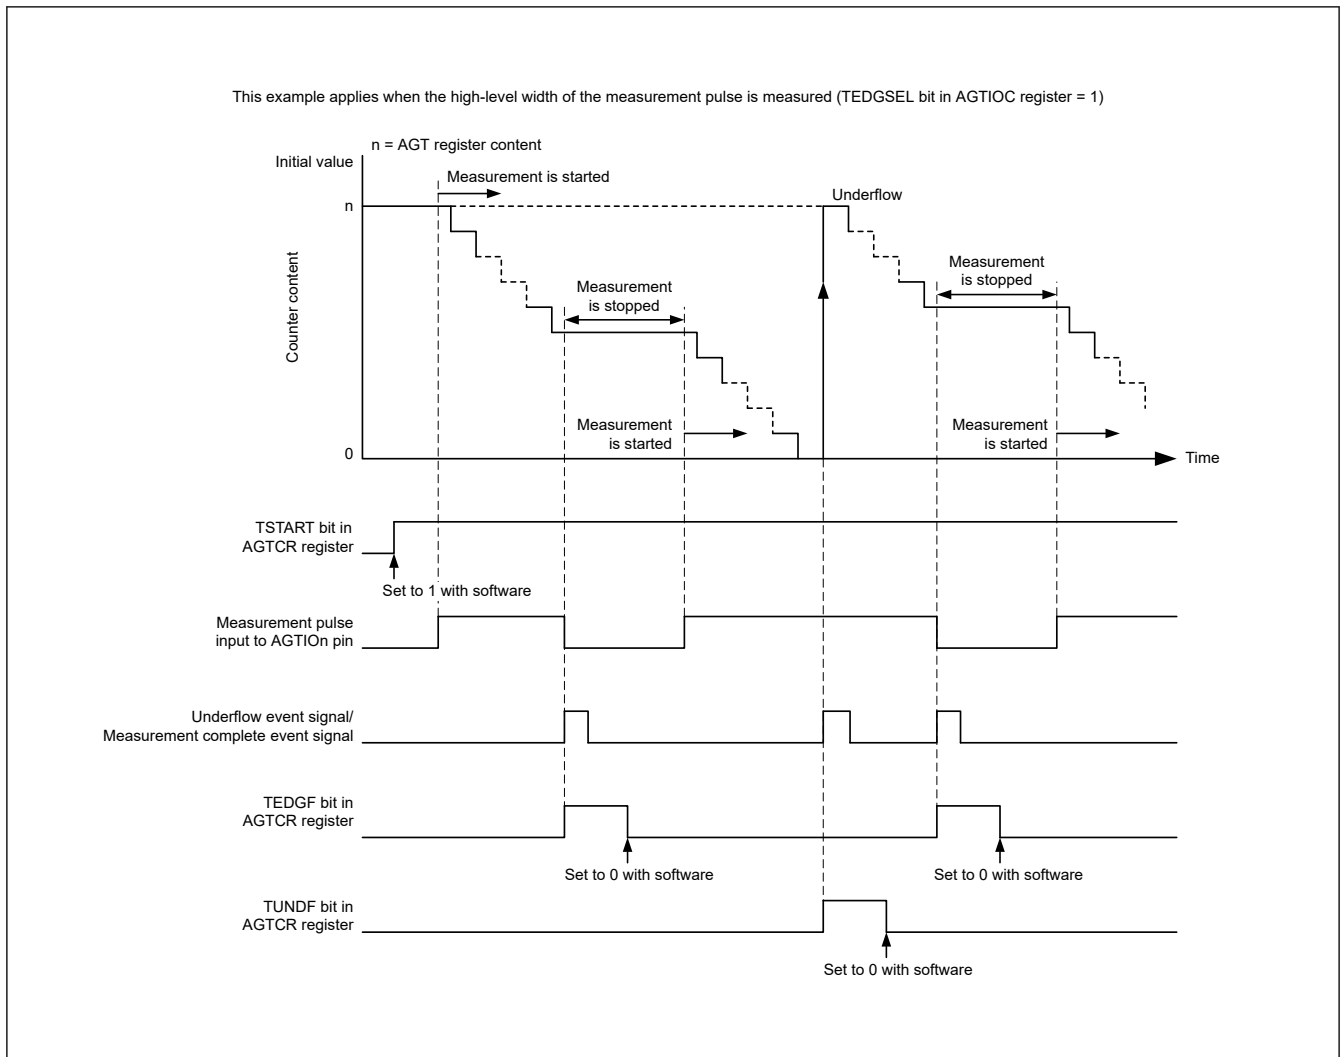 This example applies when the high-level width of the measurement pulse is measured (TEDGSEL bit in AGTIOC register = 1)
n = AGT register content
Initial value
Measurement is started
n
Underflow
Counter content
Measurement
is stopped
Measurement
is stopped
Measurement
is started
Measurement
is started
0
Time
TSTART bit in
AGTCR register
Set to 1 with software
Measurement pulse
input to AGTIOn pin
Underflow event signal/
Measurement complete event signal
TEDGF bit in
AGTCR register
Set to 0 with software
Set to 0 with software
TUNDF bit in
AGTCR register
Set to 0 with software